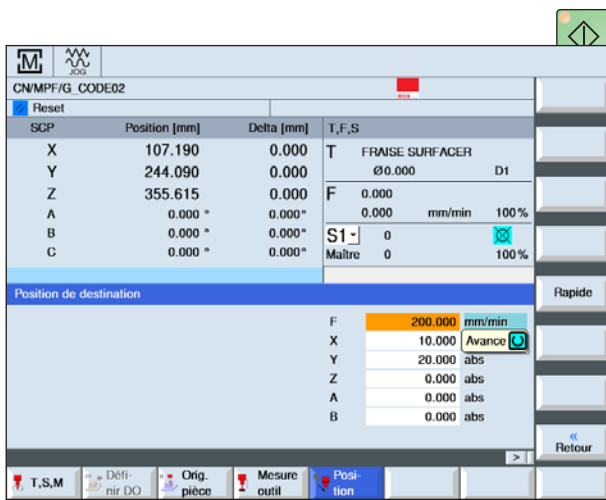 M JOG
CN/MPF/G_CODE02
Reset
SCP Position [mm] Delta [mm] T,F,S
X 107.190 0.000 T FRAISE SURFACER
Y 244.090 0.000 Ø0.000 D1
Z 355.615 0.000 F 0.000
A 0.000 ° 0.000° 0.000 mm/min 100%
B 0.000 ° 0.000° S1 0
C 0.000 ° 0.000° Maître 0 100%
Position de destination Rapide
F 200.000 mm/min
X 10.000 Avance
Y 20.000 abs
Z 0.000 abs
A 0.000 abs
B 0.000 abs
« Retour
>
T,S,M Défi- nir DO Orig. pièce Mesure outil Posi- tion